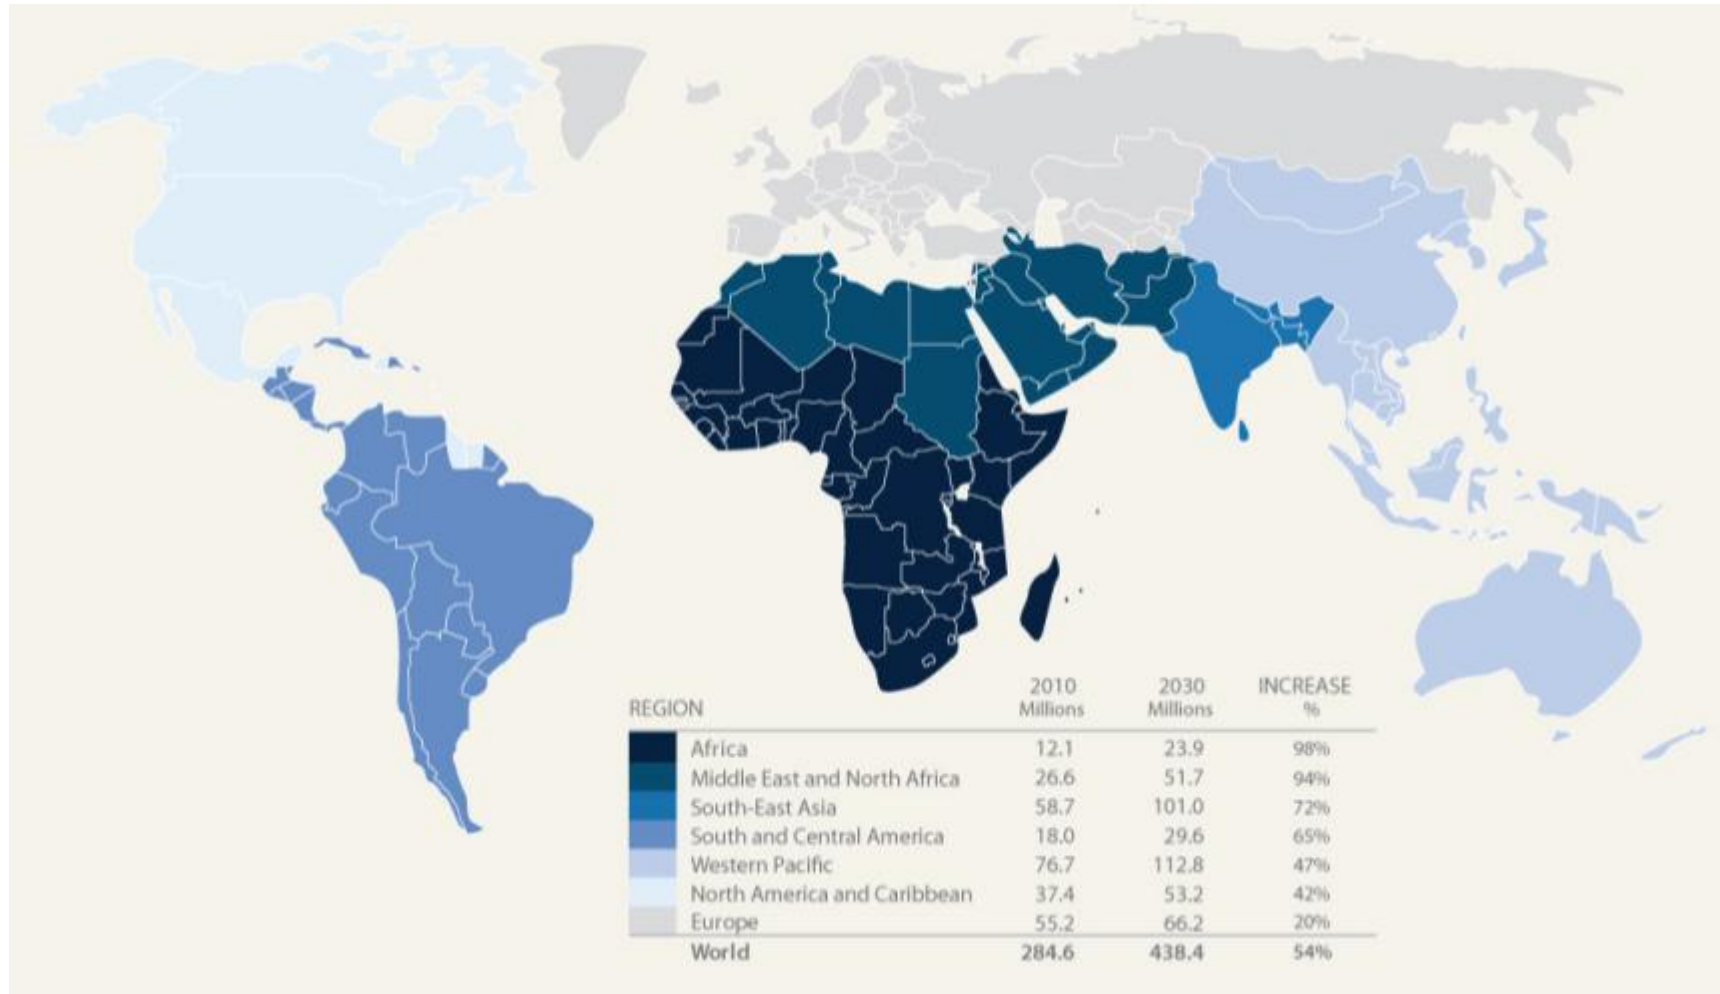 REGION 2010 Millions 2030 Millions INCREASE %
Africa 12.1 23.9 98%
Middle East and North Africa 26.6 51.7 94%
South-East Asia 58.7 101.0 72%
South and Central America 18.0 29.6 65%
Western Pacific 76.7 112.8 47%
North America and Caribbean 37.4 53.2 42%
Europe 55.2 66.2 20%
World 284.6 438.4 54%